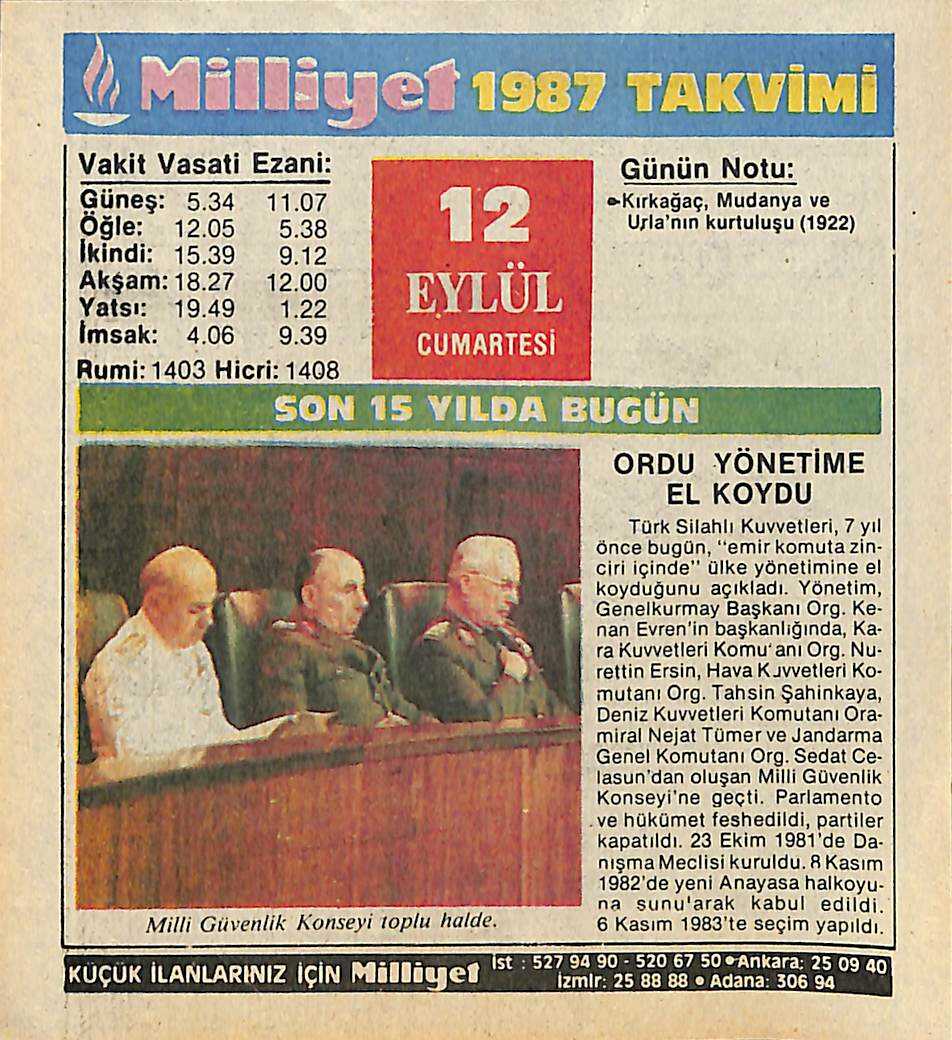 Milliyet 1987 TAKVİMİ
Vakit Vasati Ezani:
Güneş: 5.34 11.07
Öğle: 12.05 5.38
İkindi: 15.39 9.12
Akşam: 18.27 12.00
Yatsı: 19.49 1.22
İmsak: 4.06 9.39
Rumi: 1403 Hicri: 1408
12
EYLÜL
CUMARTESİ
Günün Notu:
Kırkağaç, Mudanya ve
Urla'nın kurtuluşu (1922)
SON 15 YILDA BUGÜN
ORDU YÖNETİME
EL KOYDU
Türk Silahlı Kuvvetleri, 7 yıl
önce bugün, "emir komuta zin-
ciri içinde" ülke yönetimine el
koyduğunu açıkladı. Yönetim,
Genelkurmay Başkanı Org. Ke-
nan Evren'in başkanlığında, Ka-
ra Kuvvetleri Komu'anı Org. Nu-
rettin Ersin, Hava Kuvvetleri Ko-
mutanı Org. Tahsin Şahinkaya,
Deniz Kuvvetleri Komutanı Ora-
miral Nejat Tümer ve Jandarma
Genel Komutanı Org. Sedat Ce-
lasun'dan oluşan Milli Güvenlik
Konseyi'ne geçti. Parlamento
ve hükümet feshedildi, partiler
kapatıldı. 23 Ekim 1981'de Da-
nışma Meclisi kuruldu. 8 Kasım
1982'de yeni Anayasa halkoyu-
na sunu'arak kabul edildi.
6 Kasım 1983'te seçim yapıldı.
Milli Güvenlik Konseyi toplu halde.
KÜÇÜK İLANLARINIZ İÇİN Milliyet
İst : 527 94 90 - 520 67 50 • Ankara: 25 09 40
İzmir: 25 88 88 • Adana: 306 94